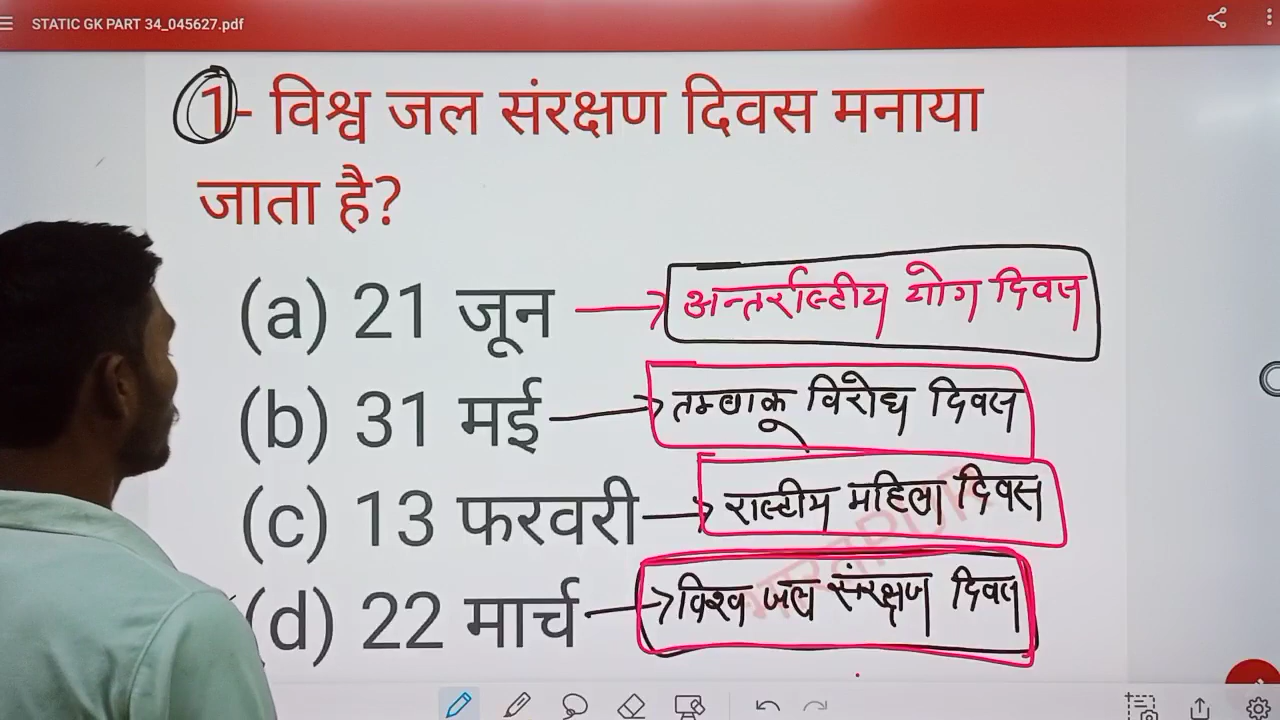 STATIC GK PART 34_045627.pdf
1- विश्व जल संरक्षण दिवस मनाया
जाता है?
(a) 21 जून → अन्तर्राष्टीय योग दिवस
(b) 31 मई → तम्बाकू विरोध दिवस
(c) 13 फरवरी → राष्टीय महिला दिवस
(d) 22 मार्च → विश्व जल संरक्षण दिवस